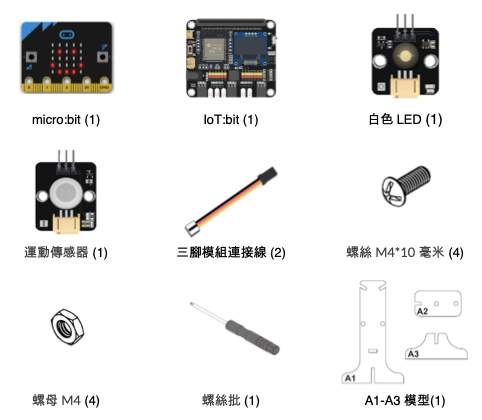 micro:bit (1)
IoT:bit (1)
白色 LED (1)
運動傳感器 (1)
三腳模組連接線 (2)
螺絲 M4*10 毫米 (4)
A2
A3
A1
螺母 M4 (4)
螺絲批 (1)
A1-A3 模型(1)